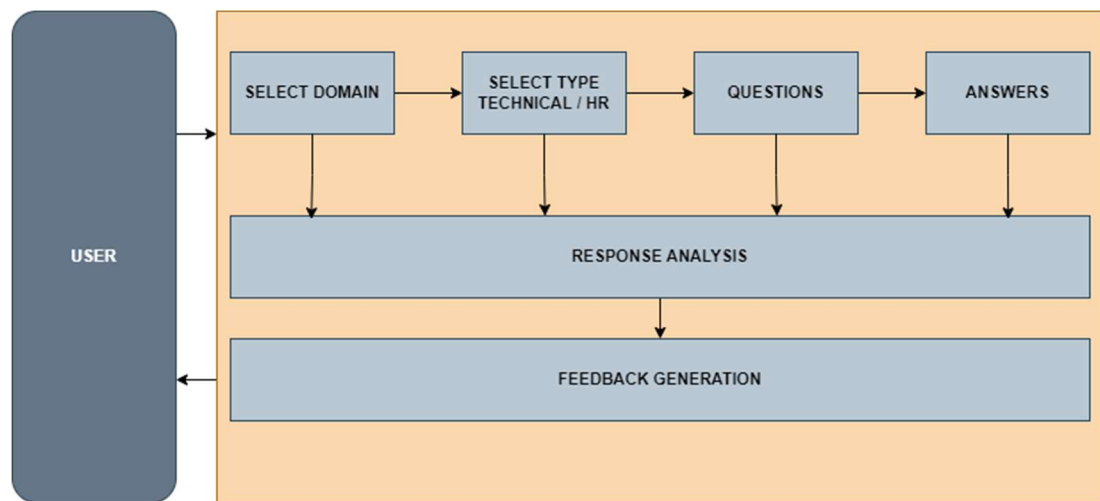 USER
SELECT DOMAIN
SELECT TYPE
TECHNICAL / HR
QUESTIONS
ANSWERS
RESPONSE ANALYSIS
FEEDBACK GENERATION